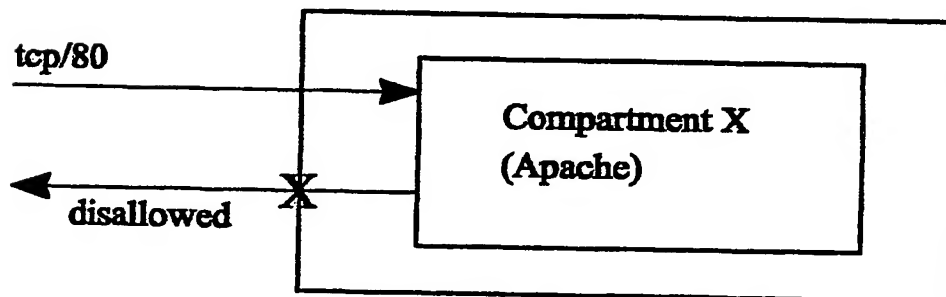 tcp/80
Compartment X
(Apache)
X
disallowed